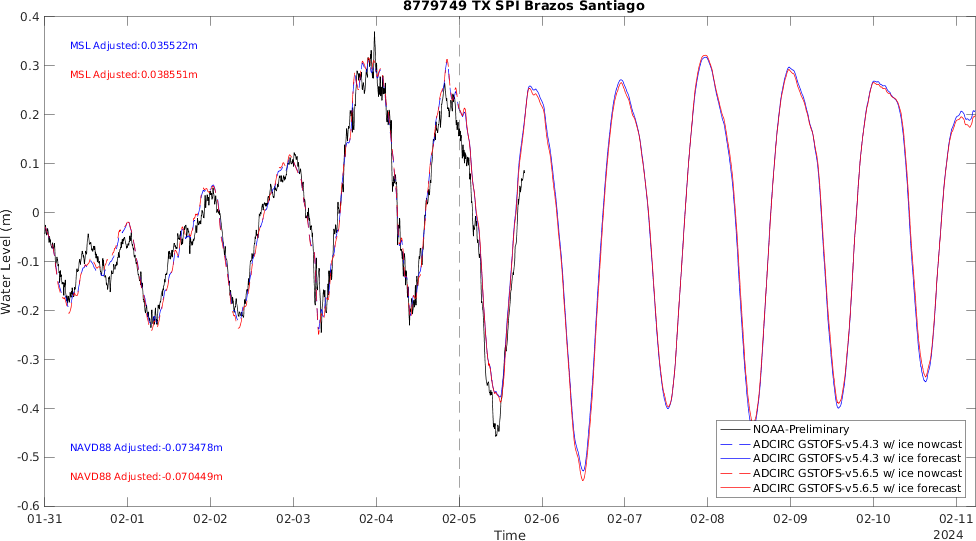 8779749 TX SPI Brazos Santiago
0.4
0.3
0.2
0.1
0
-0.1
-0.2
-0.3
-0.4
-0.5
-0.6
Water Level (m)
MSL Adjusted:0.035522m
MSL Adjusted:0.038551m
NAVD88 Adjusted:-0.073478m
NAVD88 Adjusted:-0.070449m
NOAA-Preliminary
ADCIRC GSTOFS-v5.4.3 w/ ice nowcast
ADCIRC GSTOFS-v5.4.3 w/ ice forecast
ADCIRC GSTOFS-v5.6.5 w/ ice nowcast
ADCIRC GSTOFS-v5.6.5 w/ ice forecast
01-31 02-01 02-02 02-03 02-04 02-05 02-06 02-07 02-08 02-09 02-10 02-11
Time
2024